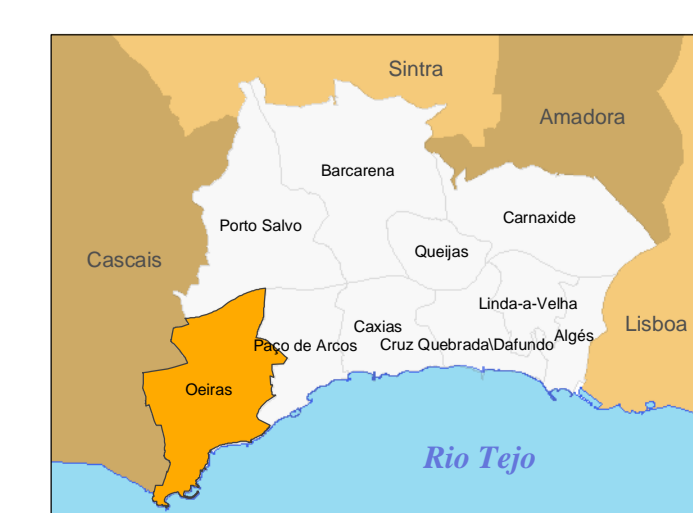 Sintra
Amadora
Barcarena
Carnaxide
Porto Salvo
Queijas
Cascais
Linda-a-Velha
Lisboa
Caxias
Algés
Paço de Arcos
Cruz Quebrada\Dafundo
Oeiras
Rio Tejo